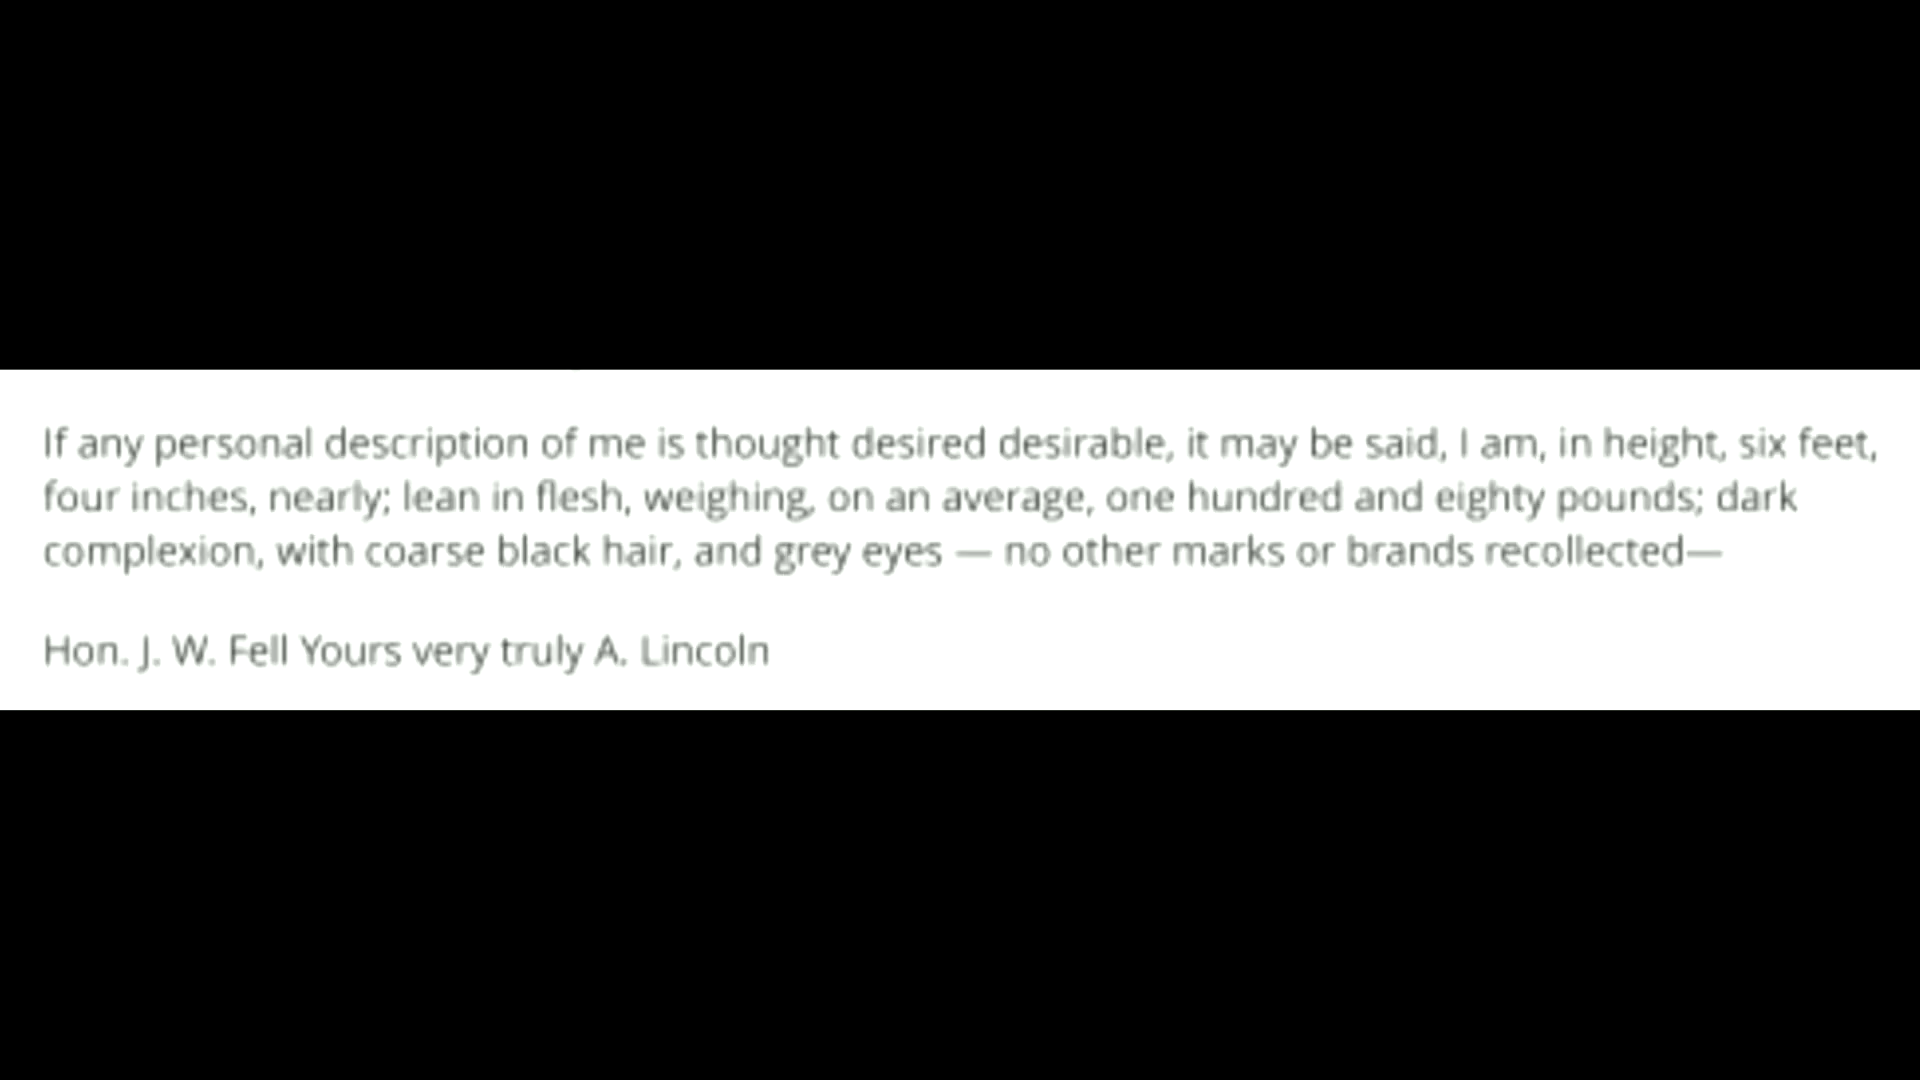 If any personal description of me is thought desired desirable, it may be said, I am, in height, six feet,
four inches, nearly; lean in flesh, weighing, on an average, one hundred and eighty pounds; dark
complexion, with coarse black hair, and grey eyes — no other marks or brands recollected—
Hon. J. W. Fell Yours very truly A. Lincoln